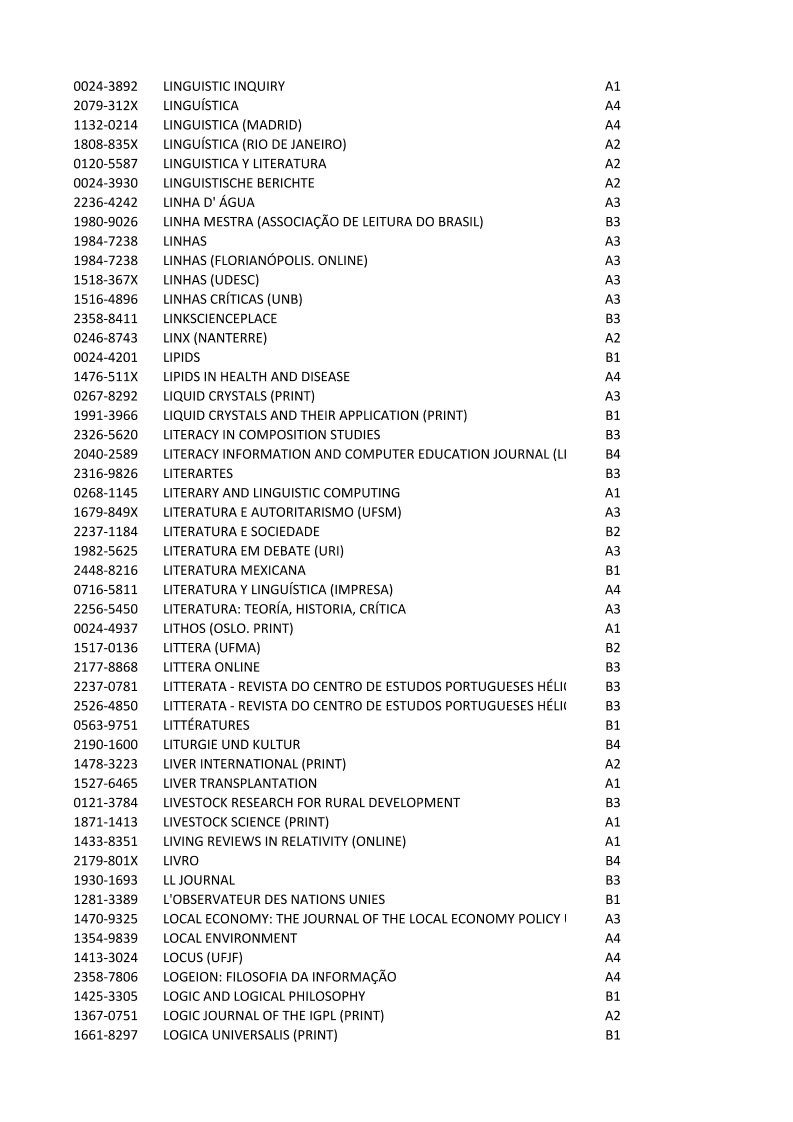 0024-3892 LINGUISTIC INQUIRY A1
2079-312X LINGUÍSTICA A4
1132-0214 LINGUISTICA (MADRID) A4
1808-835X LINGUÍSTICA (RIO DE JANEIRO) A2
0120-5587 LINGUISTICA Y LITERATURA A2
0024-3930 LINGUISTISCHE BERICHTE A2
2236-4242 LINHA D' ÁGUA A3
1980-9026 LINHA MESTRA (ASSOCIAÇÃO DE LEITURA DO BRASIL) B3
1984-7238 LINHAS A3
1984-7238 LINHAS (FLORIANÓPOLIS. ONLINE) A3
1518-367X LINHAS (UDESC) A3
1516-4896 LINHAS CRÍTICAS (UNB) A3
2358-8411 LINKSCIENCEPLACE B3
0246-8743 LINX (NANTERRE) A2
0024-4201 LIPIDS B1
1476-511X LIPIDS IN HEALTH AND DISEASE A4
0267-8292 LIQUID CRYSTALS (PRINT) A3
1991-3966 LIQUID CRYSTALS AND THEIR APPLICATION (PRINT) B1
2326-5620 LITERACY IN COMPOSITION STUDIES B3
2040-2589 LITERACY INFORMATION AND COMPUTER EDUCATION JOURNAL (LI B4
2316-9826 LITERARTES B3
0268-1145 LITERARY AND LINGUISTIC COMPUTING A1
1679-849X LITERATURA E AUTORITARISMO (UFSM) A3
2237-1184 LITERATURA E SOCIEDADE B2
1982-5625 LITERATURA EM DEBATE (URI) A3
2448-8216 LITERATURA MEXICANA B1
0716-5811 LITERATURA Y LINGUÍSTICA (IMPRESA) A4
2256-5450 LITERATURA: TEORÍA, HISTORIA, CRÍTICA A3
0024-4937 LITHOS (OSLO. PRINT) A1
1517-0136 LITTERA (UFMA) B2
2177-8868 LITTERA ONLINE B3
2237-0781 LITTERATA - REVISTA DO CENTRO DE ESTUDOS PORTUGUESES B3
2526-4850 LITTERATA - REVISTA DO CENTRO DE ESTUDOS PORTUGUESES B3
0563-9751 LITTÉRATURES B1
2190-1600 LITURGIE UND KULTUR B4
1478-3223 LIVER INTERNATIONAL (PRINT) A2
1527-6465 LIVER TRANSPLANTATION A1
0121-3784 LIVESTOCK RESEARCH FOR RURAL DEVELOPMENT B3
1871-1413 LIVESTOCK SCIENCE (PRINT) A1
1433-8351 LIVING REVIEWS IN RELATIVITY (ONLINE) A1
2179-801X LIVRO B4
1930-1693 LL JOURNAL B3
1281-3389 L'OBSERVATEUR DES NATIONS UNIES B1
1470-9325 LOCAL ECONOMY: THE JOURNAL OF THE LOCAL ECONOMY POLICY A3
1354-9839 LOCAL ENVIRONMENT A4
1413-3024 LOCUS (UFJF) A4
2358-7806 LOGEION: FILOSOFIA DA INFORMAÇÃO A4
1425-3305 LOGIC AND LOGICAL PHILOSOPHY B1
1367-0751 LOGIC JOURNAL OF THE IGPL (PRINT) A2
1661-8297 LOGICA UNIVERSALIS (PRINT) B1